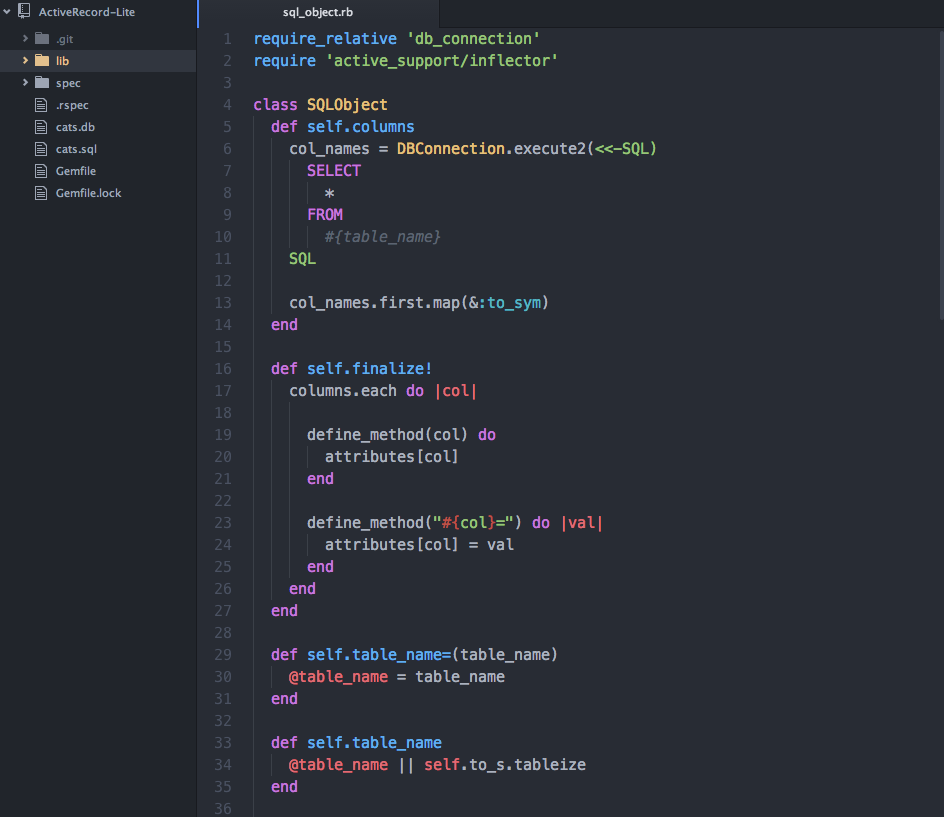 ActiveRecord-Lite
.git
lib
spec
.rspec
cats.db
cats.sql
Gemfile
Gemfile.lock
sql_object.rb
1 require_relative 'db_connection'
2 require 'active_support/inflector'
3
4 class SQLObject
5   def self.columns
6     col_names = DBConnection.execute2(<<-SQL)
7       SELECT
8         *
9       FROM
10         #{table_name}
11     SQL
12
13     col_names.first.map(&:to_sym)
14   end
15
16   def self.finalize!
17     columns.each do |col|
18
19       define_method(col) do
20         attributes[col]
21       end
22
23       define_method("#{col}=") do |val|
24         attributes[col] = val
25       end
26     end
27   end
28
29   def self.table_name=(table_name)
30     @table_name = table_name
31   end
32
33   def self.table_name
34     @table_name || self.to_s.tableize
35   end
36